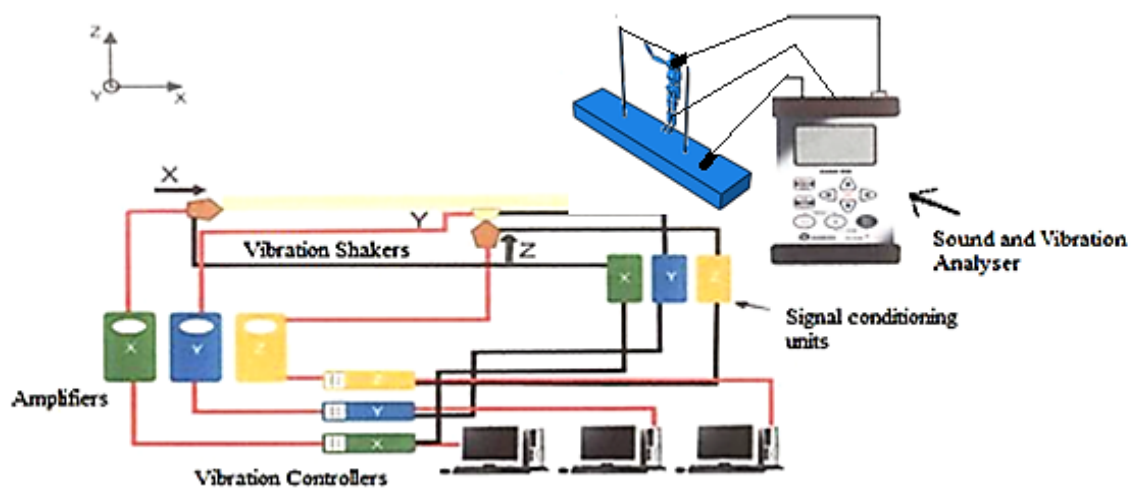 Z
Y
X
X
Y
Vibration Shakers
Z
X
Y
Z
Sound and Vibration
Analyser
Signal conditioning
units
X
Y
Z
Amplifiers
Z
Y
X
Vibration Controllers